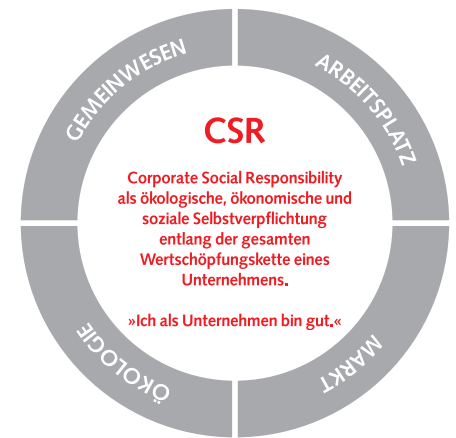 GEMEINWESEN
ARBEITSPLATZ
CSR
Corporate Social Responsibility
als ökologische, ökonomische und
soziale Selbstverpflichtung
entlang der gesamten
Wertschöpfungskette eines
Unternehmens.
»Ich als Unternehmen bin gut.«
ÖKOLOGIE
MARKT